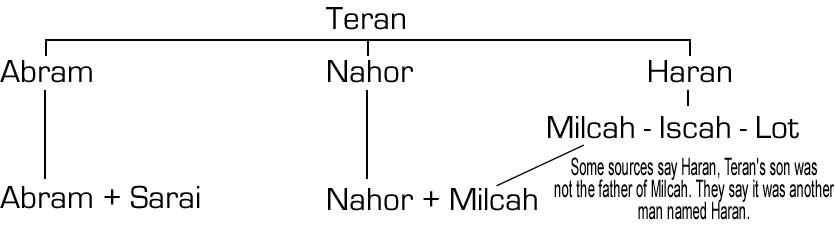 Teran
Abram Nahor Haran
Milcah - Iscah - Lot
Some sources say Haran, Teran's son was
not the father of Milcah. They say it was another
man named Haran.
Abram + Sarai Nahor + Milcah